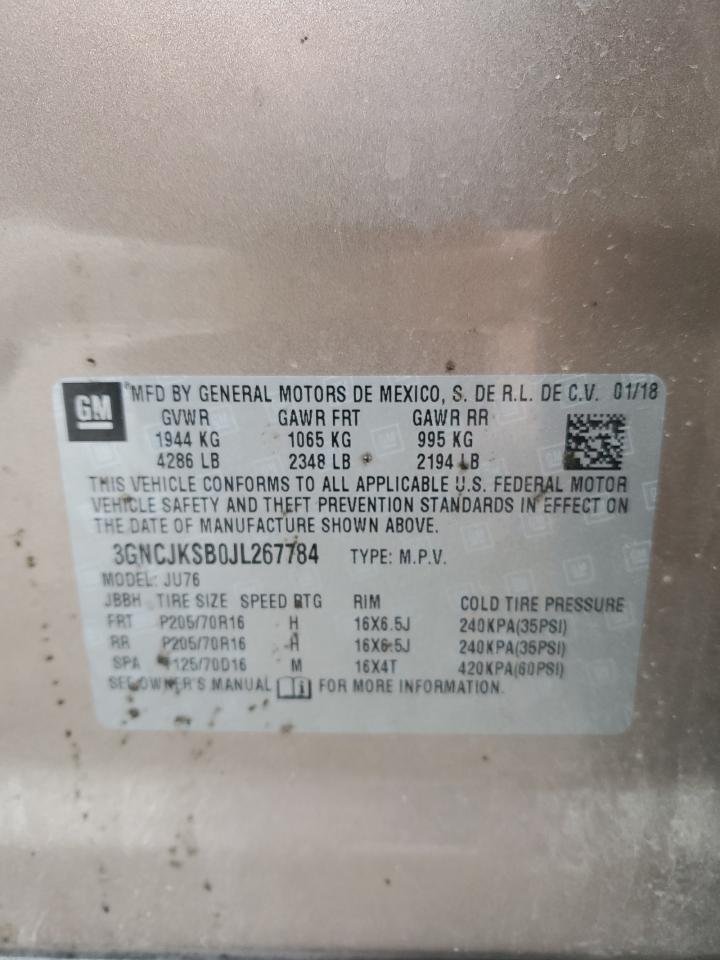 GM
®MFD BY GENERAL MOTORS DE MEXICO, S. DE R.L. DE C.V. 01/18
GVWR GAWR FRT GAWR RR
1944 KG 1065 KG 995 KG
4286 LB 2348 LB 2194 LB
THIS VEHICLE CONFORMS TO ALL APPLICABLE U.S. FEDERAL MOTOR
VEHICLE SAFETY AND THEFT PREVENTION STANDARDS IN EFFECT ON
THE DATE OF MANUFACTURE SHOWN ABOVE.
3GNCJKSB0JL267784 TYPE: M.P.V.
MODEL: JU76
JBBH TIRE SIZE SPEED RTG RIM COLD TIRE PRESSURE
FRT P205/70R16 H 16X6.5J 240KPA(35PSI)
RR P205/70R16 H 16X6.5J 240KPA(35PSI)
SPA T125/70D16 M 16X4T 420KPA(60PSI)
SEE OWNER'S MANUAL FOR MORE INFORMATION.